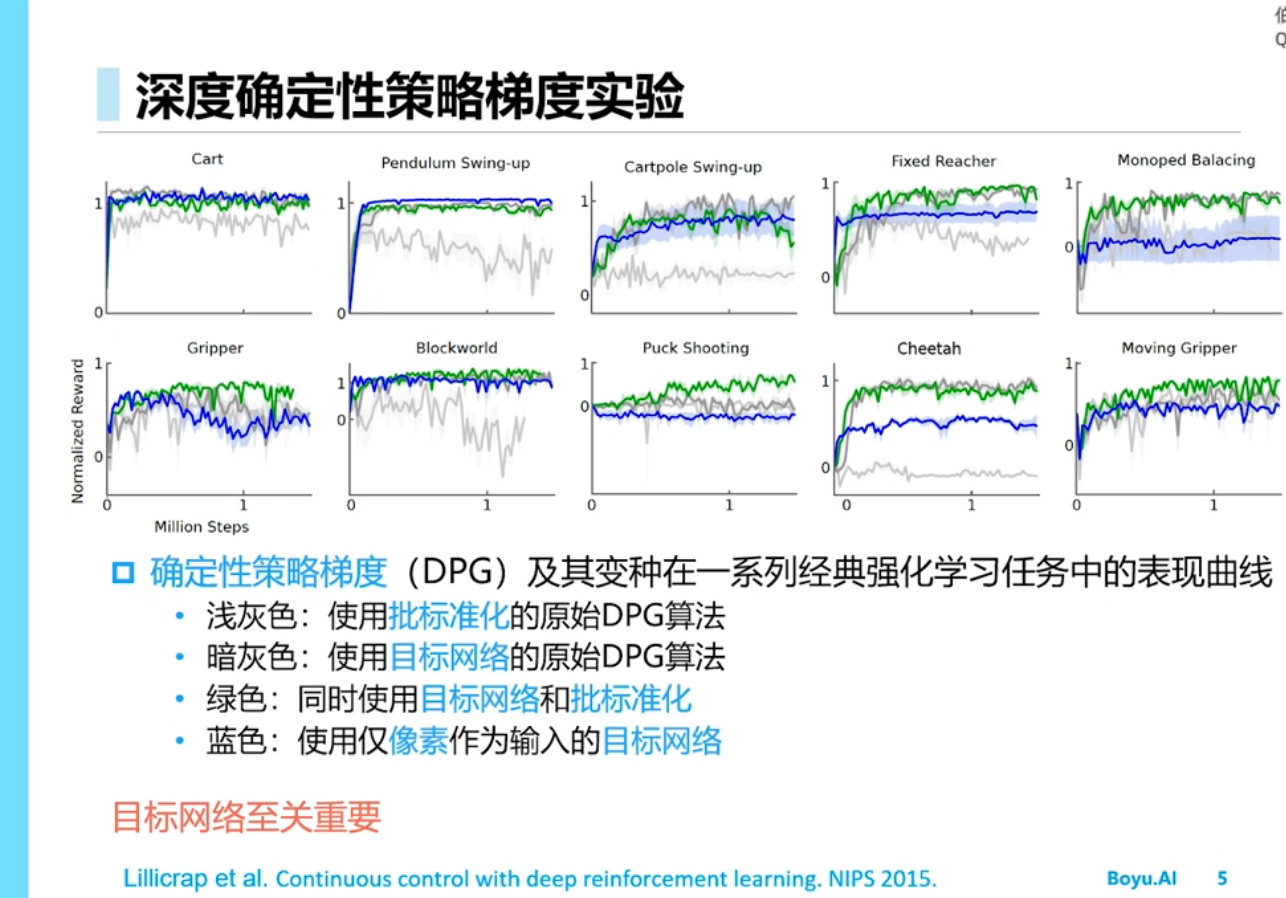 伯
Q
深度确定性策略梯度实验
Cart
Pendulum Swing-up
Cartpole Swing-up
Fixed Reacher
Monoped Balacing
1
0
1
0
1
0
1
0
1
0
Gripper
Blockworld
Puck Shooting
Cheetah
Moving Gripper
Normalized Reward
1
0
1
0
1
0
1
0
1
0
0 1
0 1
0 1
0 1
0 1
Million Steps
确定性策略梯度（DPG）及其变种在一系列经典强化学习任务中的表现曲线
• 浅灰色：使用批标准化的原始DPG算法
• 暗灰色：使用目标网络的原始DPG算法
• 绿色：同时使用目标网络和批标准化
• 蓝色：使用仅像素作为输入的目标网络
目标网络至关重要
Lillicrap et al. Continuous control with deep reinforcement learning. NIPS 2015.
Boyu.AI 5